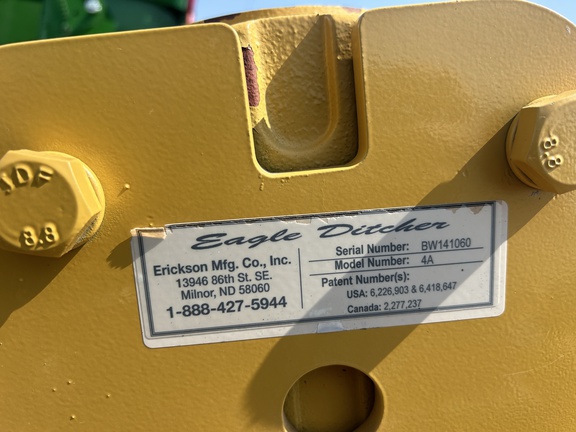 JDF
8.8
8.8
Eagle Ditcher
Erickson Mfg. Co., Inc.
13946 86th St. SE.
Milnor, ND 58060
1-888-427-5944
Serial Number: BW141060
Model Number: 4A
Patent Number(s):
USA: 6,226,903 & 6,418,647
Canada: 2,277,237